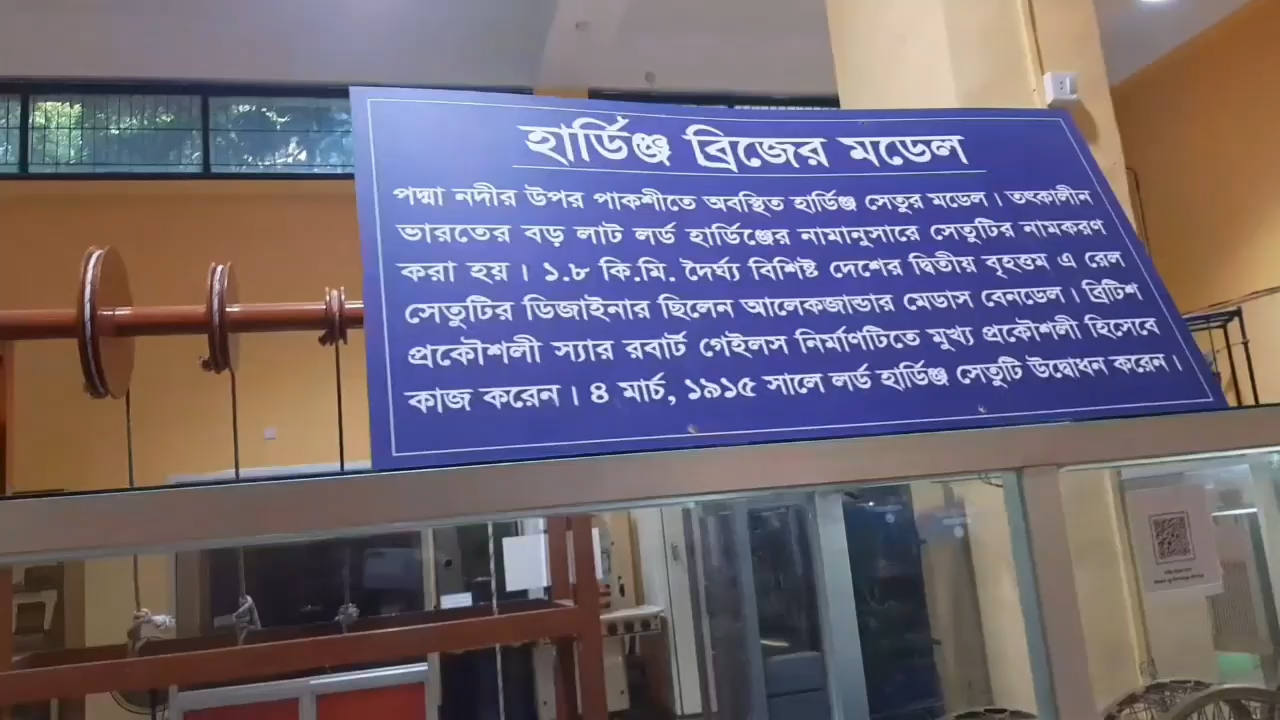 হার্ডিঞ্জ ব্রিজের মডেল
পদ্মা নদীর উপর পাকশীতে অবস্থিত হার্ডিঞ্জ সেতুর মডেল। তৎকালীন
ভারতের বড় লাট লর্ড হার্ডিঞ্জের নামানুসারে সেতুটির নামকরণ
করা হয়। ১.৮ কি.মি. দৈর্ঘ্য বিশিষ্ট দেশের দ্বিতীয় বৃহত্তম এ রেল
সেতুটির ডিজাইনার ছিলেন আলেকজান্ডার মেডাস বেনডেল। ব্রিটিশ
প্রকৌশলী স্যার রবার্ট গেইলস নির্মাণটিতে মুখ্য প্রকৌশলী হিসেবে
কাজ করেন। ৪ মার্চ, ১৯১৫ সালে লর্ড হার্ডিঞ্জ সেতুটি উদ্বোধন করেন।